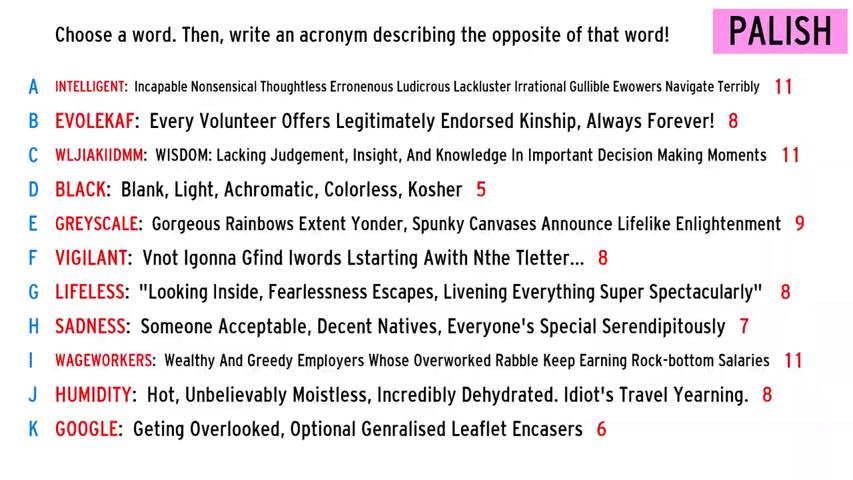 Choose a word. Then, write an acronym describing the opposite of that word!
PALISH
A INTELLIGENT: Incapable Nonsensical Thoughtless Erronenous Ludicrous Lackluster Irrational Gullible Ewowers Navigate Terribly 11
B EVOLEKAF: Every Volunteer Offers Legitimately Endorsed Kinship, Always Forever! 8
C WLJIAKIIDMM: WISDOM: Lacking Judgement, Insight, And Knowledge In Important Decision Making Moments 11
D BLACK: Blank, Light, Achromatic, Colorless, Kosher 5
E GREYSCALE: Gorgeous Rainbows Extent Yonder, Spunky Canvases Announce Lifelike Enlightenment 9
F VIGILANT: Vnot Igonna Gfind Iwords Lstarting Awith Nthe Tletter... 8
G LIFELESS: "Looking Inside, Fearlessness Escapes, Livening Everything Super Spectacularly" 8
H SADNESS: Someone Acceptable, Decent Natives, Everyone's Special Serendipitously 7
I WAGEWORKERS: Wealthy And Greedy Employers Whose Overworked Rabble Keep Earning Rock-bottom Salaries 11
J HUMIDITY: Hot, Unbelievably Moistless, Incredibly Dehydrated. Idiot's Travel Yearning. 8
K GOOGLE: Geting Overlooked, Optional Genralised Leaflet Encasers 6